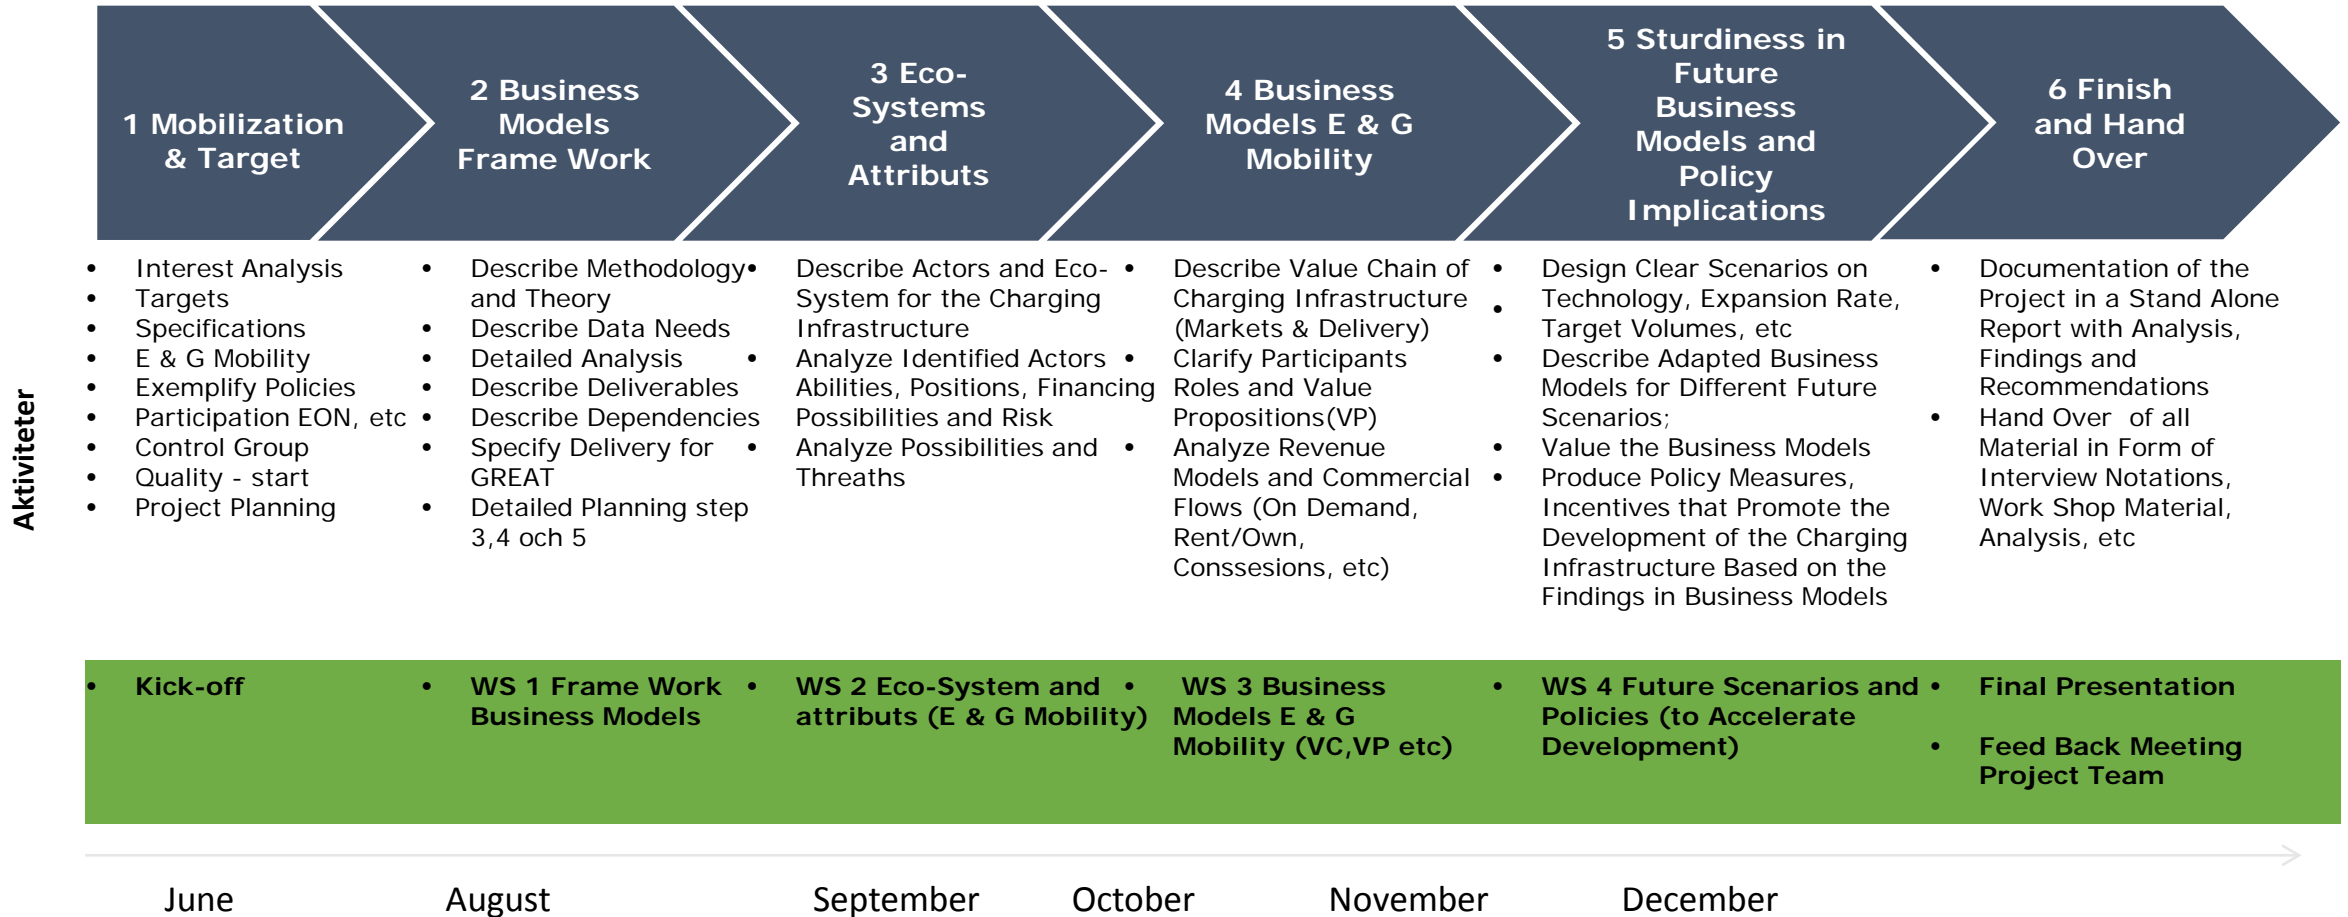 1 Mobilization
& Target
2 Business
Models
Frame Work
3 Eco-
Systems
and
Attributs
4 Business
Models E & G
Mobility
5 Sturdiness in
Future
Business
Models and
Policy
Implications
6 Finish
and Hand
Over
Aktiviteter
• Interest Analysis
• Targets
• Specifications
• E & G Mobility
• Exemplify Policies
• Participation EON, etc
• Control Group
• Quality - start
• Project Planning
• Describe Methodology
and Theory
• Describe Data Needs
• Detailed Analysis
• Describe Deliverables
• Describe Dependencies
• Specify Delivery for
GREAT
• Detailed Planning step
3,4 och 5
• Describe Actors and Eco-
System for the Charging
Infrastructure
• Analyze Identified Actors
Abilities, Positions, Financing
Possibilities and Risk
• Analyze Possibilities and
Threaths
• Describe Value Chain of
Charging Infrastructure
(Markets & Delivery)
• Clarify Participants
Roles and Value
Propositions(VP)
• Analyze Revenue
Models and Commercial
Flows (On Demand,
Rent/Own,
Conssesions, etc)
• Design Clear Scenarios on
• Technology, Expansion Rate,
Target Volumes, etc
• Describe Adapted Business
Models for Different Future
Scenarios;
• Value the Business Models
• Produce Policy Measures,
Incentives that Promote the
Development of the Charging
Infrastructure Based on the
Findings in Business Models
• Documentation of the
Project in a Stand Alone
Report with Analysis,
Findings and
Recommendations
• Hand Over of all
Material in Form of
Interview Notations,
Work Shop Material,
Analysis, etc
• Kick-off
• WS 1 Frame Work
Business Models
• WS 2 Eco-System and
attributs (E & G Mobility)
• WS 3 Business
Models E & G
Mobility (VC,VP etc)
• WS 4 Future Scenarios and
Policies (to Accelerate
Development)
• Final Presentation
• Feed Back Meeting
Project Team
June
August
September
October
November
December